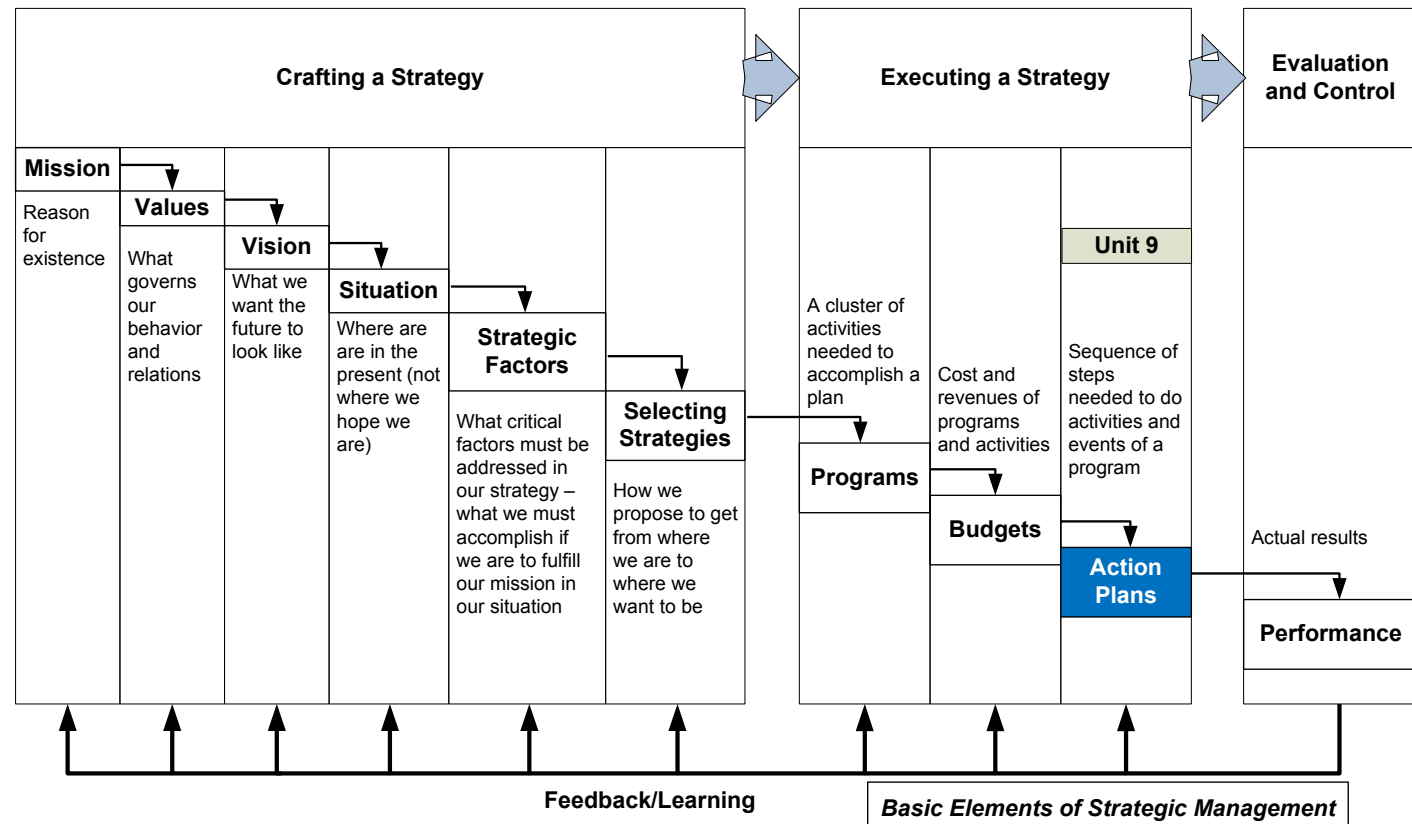 Crafting a Strategy
Executing a Strategy
Evaluation
and Control
Mission
Reason
for
existence
Values
What
governs
our
behavior
and
relations
Vision
What we
want the
future to
look like
Situation
Where are
are in the
present (not
where we
hope we
are)
Strategic
Factors
What critical
factors must be
addressed in
our strategy –
what we must
accomplish if
we are to fulfill
our mission in
our situation
Selecting
Strategies
How we
propose to get
from where
we are to
where we
want to be
A cluster of
activities
needed to
accomplish a
plan
Programs
Cost and
revenues of
programs
and activities
Budgets
Unit 9
Sequence of
steps
needed to do
activities and
events of a
program
Action
Plans
Actual results
Performance
Feedback/Learning
Basic Elements of Strategic Management